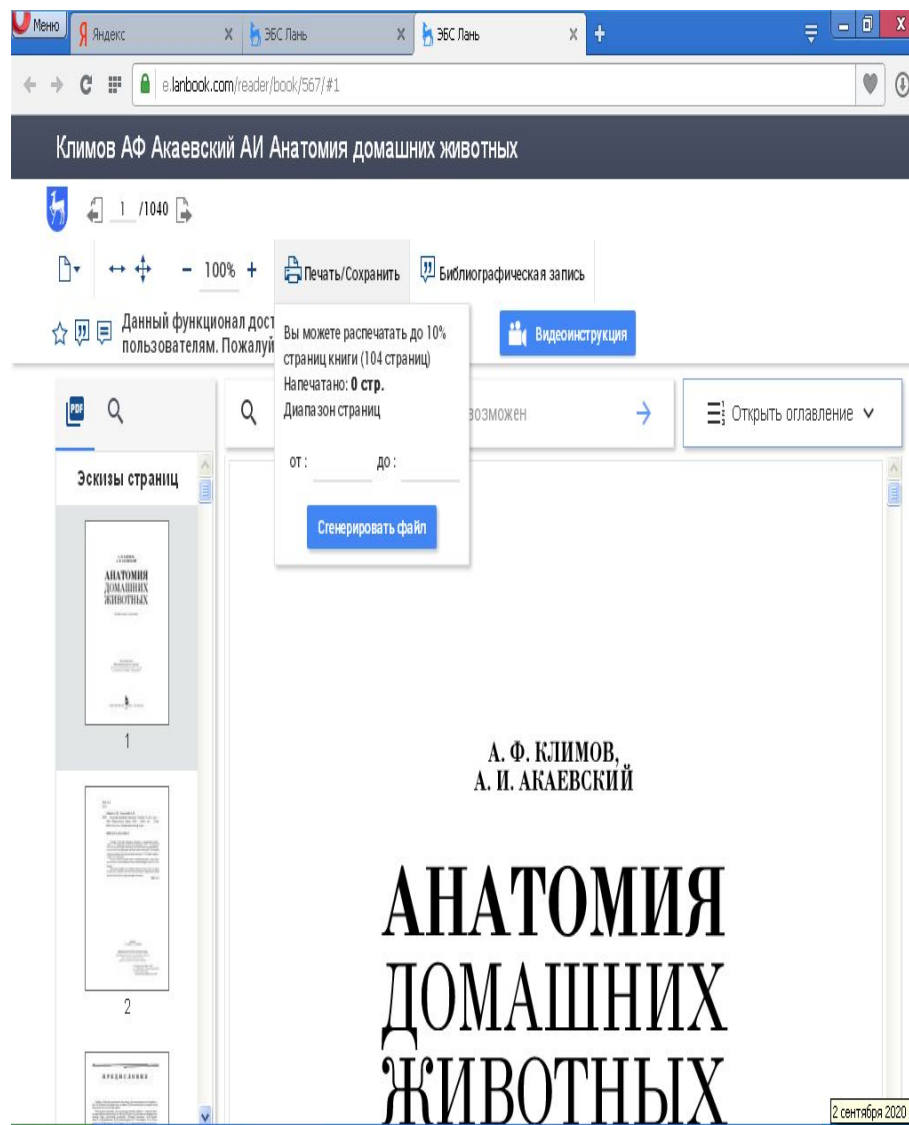 Меню
Яндекс
ЭБС Лань
ЭБС Лань
e.lanbook.com/reader/book/567/#1
Климов АФ Акаевский АИ Анатомия домашних животных
1 /1040
100%
Печать/Сохранить
Библиографическая запись
Данный функционал дост
пользователям. Пожалуй
Вы можете распечатать до 10%
страниц книги (104 страниц)
Напечатано: 0 стр.
Диапазон страниц
от :
до :
Сгенерировать файл
Видеоинструкция
PDF
возможен
Открыть оглавление
Эскизы страниц
АНАТОМИЯ
ДОМАШНИХ
ЖИВОТНЫХ
1
2
ПРЕДИСЛОВИЕ
А. Ф. КЛИМОВ,
А. И. АКАЕВСКИЙ
АНАТОМИЯ
ДОМАШНИХ
ЖИВОТНЫХ
2 сентября 2020